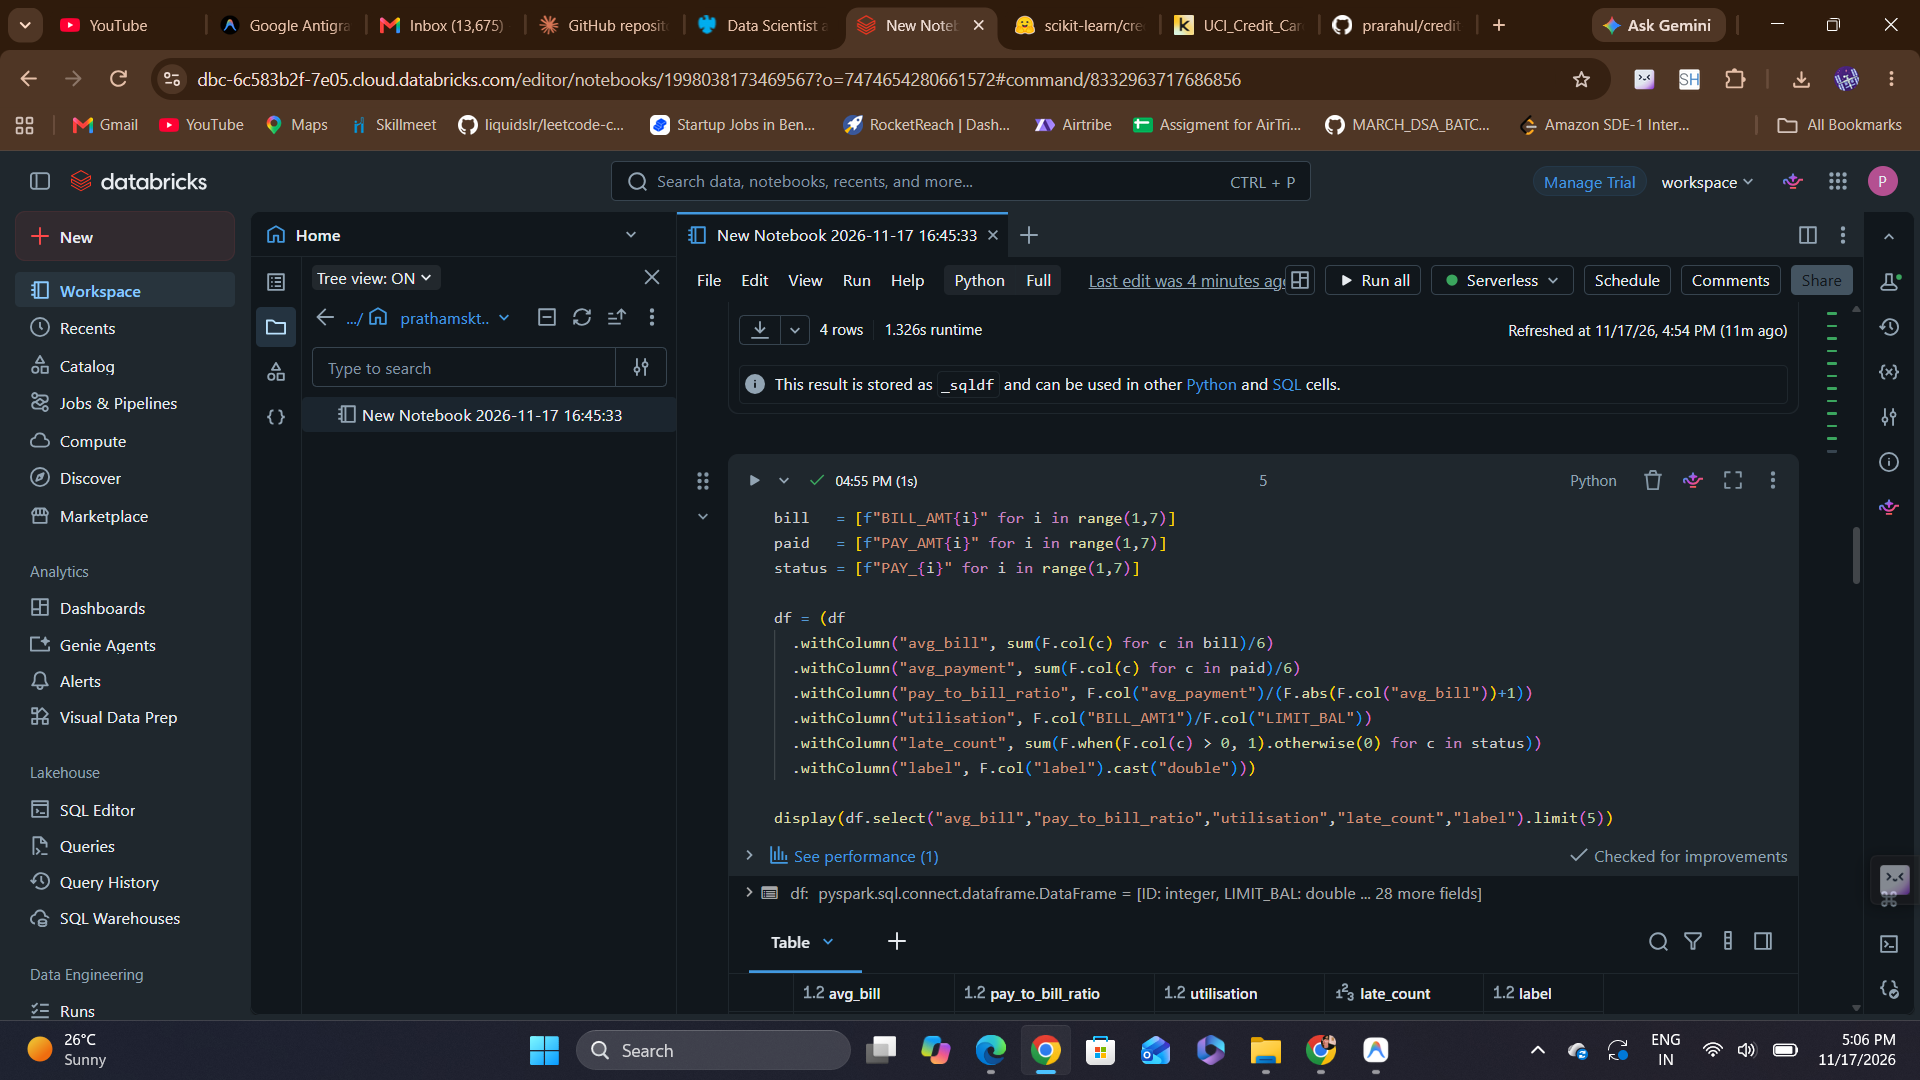 YouTube
Google Antigra
Inbox (13,675)
GitHub reposit
Data Scientist a
New Noteb
scikit-learn/cre
UCI_Credit_Car
prarahul/credit
Ask Gemini
dbc-6c583b2f-7e05.cloud.databricks.com/editor/notebooks/1998038173469567?o=7474654280661572#command/8332963717686856
SH
Gmail
YouTube
Maps
Skillmeet
liquidslr/leetcode-c...
Startup Jobs in Ben...
RocketReach | Dash...
Airtribe
Assigment for AirTri...
MARCH_DSA_BATC...
Amazon SDE-1 Inter...
All Bookmarks
databricks
Search data, notebooks, recents, and more...
CTRL + P
Manage Trial
workspace
P
New
Workspace
Recents
Catalog
Jobs & Pipelines
Compute
Discover
Marketplace
Analytics
Dashboards
Genie Agents
Alerts
Visual Data Prep
Lakehouse
SQL Editor
Queries
Query History
SQL Warehouses
Data Engineering
Runs
Home
Tree view: ON
.../ prathamskt..
Type to search
New Notebook 2026-11-17 16:45:33
New Notebook 2026-11-17 16:45:33
File Edit View Run Help Python Full Last edit was 4 minutes ago
Run all
Serverless
Schedule
Comments
Share
4 rows 1.326s runtime
Refreshed at 11/17/26, 4:54 PM (11m ago)
This result is stored as _sqldf and can be used in other Python and SQL cells.
04:55 PM (1s)
5
Python
bill   = [f"BILL_AMT{i}" for i in range(1,7)]
paid   = [f"PAY_AMT{i}" for i in range(1,7)]
status = [f"PAY_{i}" for i in range(1,7)]
df = (df
.withColumn("avg_bill", sum(F.col(c) for c in bill)/6)
.withColumn("avg_payment", sum(F.col(c) for c in paid)/6)
.withColumn("pay_to_bill_ratio", F.col("avg_payment")/(F.abs(F.col("avg_bill"))+1))
.withColumn("utilisation", F.col("BILL_AMT1")/F.col("LIMIT_BAL"))
.withColumn("late_count", sum(F.when(F.col(c) > 0, 1).otherwise(0) for c in status))
.withColumn("label", F.col("label").cast("double")))
display(df.select("avg_bill","pay_to_bill_ratio","utilisation","late_count","label").limit(5))
See performance (1)
Checked for improvements
df: pyspark.sql.connect.dataframe.DataFrame = [ID: integer, LIMIT_BAL: double ... 28 more fields]
Table
1.2 avg_bill
1.2 pay_to_bill_ratio
1.2 utilisation
123 late_count
1.2 label
26°C
Sunny
Search
ENG
IN
5:06 PM
11/17/2026